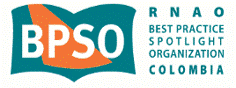 BPSO
RNAO
BEST PRACTICE
SPOTLIGHT
ORGANIZATION
COLOMBIA